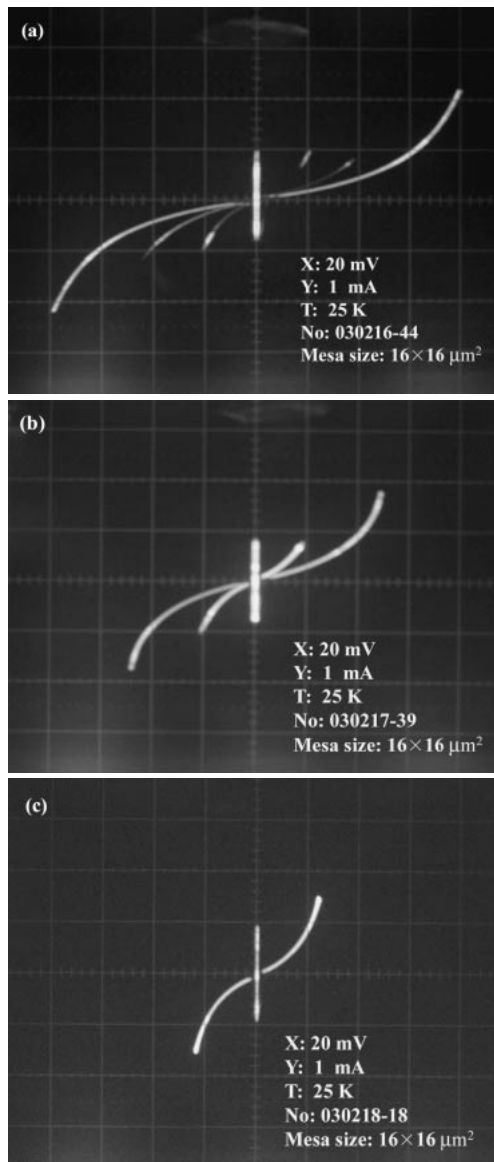 (a)
X: 20 mV
Y: 1 mA
T: 25 K
No: 030216-44
Mesa size: 16×16 μm²
(b)
X: 20 mV
Y: 1 mA
T: 25 K
No: 030217-39
Mesa size: 16×16 μm²
(c)
X: 20 mV
Y: 1 mA
T: 25 K
No: 030218-18
Mesa size: 16×16 μm²